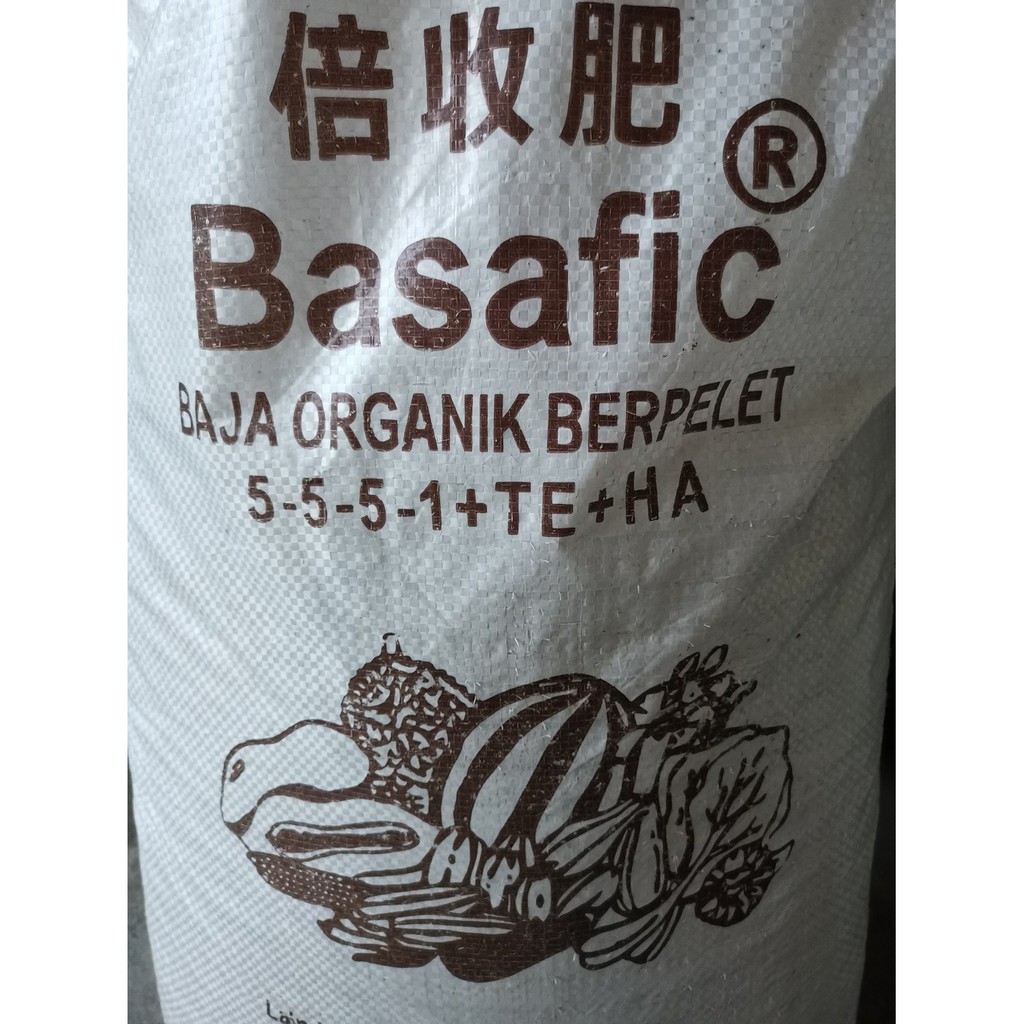 倍收肥
Basafic®
BAJA ORGANIK BERPELET
5-5-5-1+TE+HA